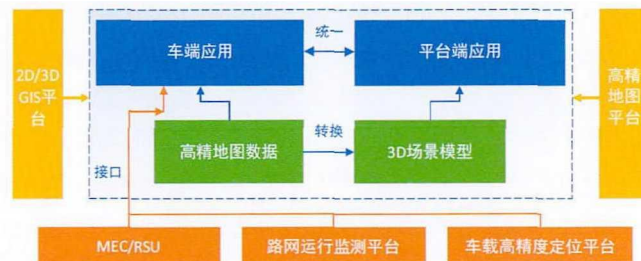 车端应用
统一
平台端应用
2D/3D
GIS平
台
高精
地图
平台
高精地图数据
转换
3D场景模型
接口
MEC/RSU
路网运行监测平台
车载高精度定位平台